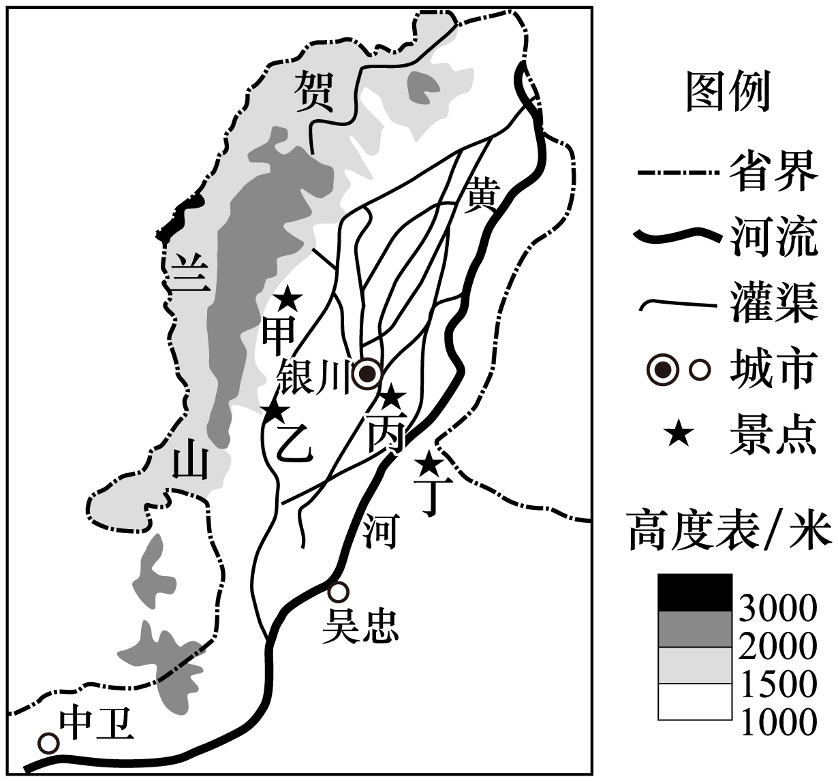 贺
兰
山
黄
河
甲
银川
乙
丙
丁
吴忠
中卫
图例
省界
河流
灌渠
城市
景点
高度表/米
3000
2000
1500
1000